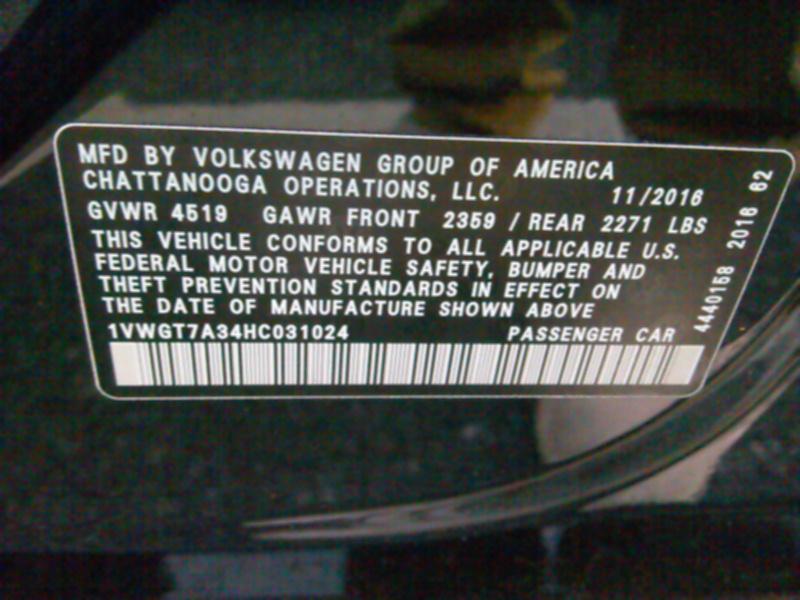 MFD BY VOLKSWAGEN GROUP OF AMERICA
CHATTANOOGA OPERATIONS, LLC. 11/2016
GVWR 4519 GAWR FRONT 2359 / REAR 2271 LBS
THIS VEHICLE CONFORMS TO ALL APPLICABLE U.S.
FEDERAL MOTOR VEHICLE SAFETY, BUMPER AND
THEFT PREVENTION STANDARDS IN EFFECT ON
THE DATE OF MANUFACTURE SHOWN ABOVE
1VWGT7A34HC031024 PASSENGER CAR
4440158 2016 62